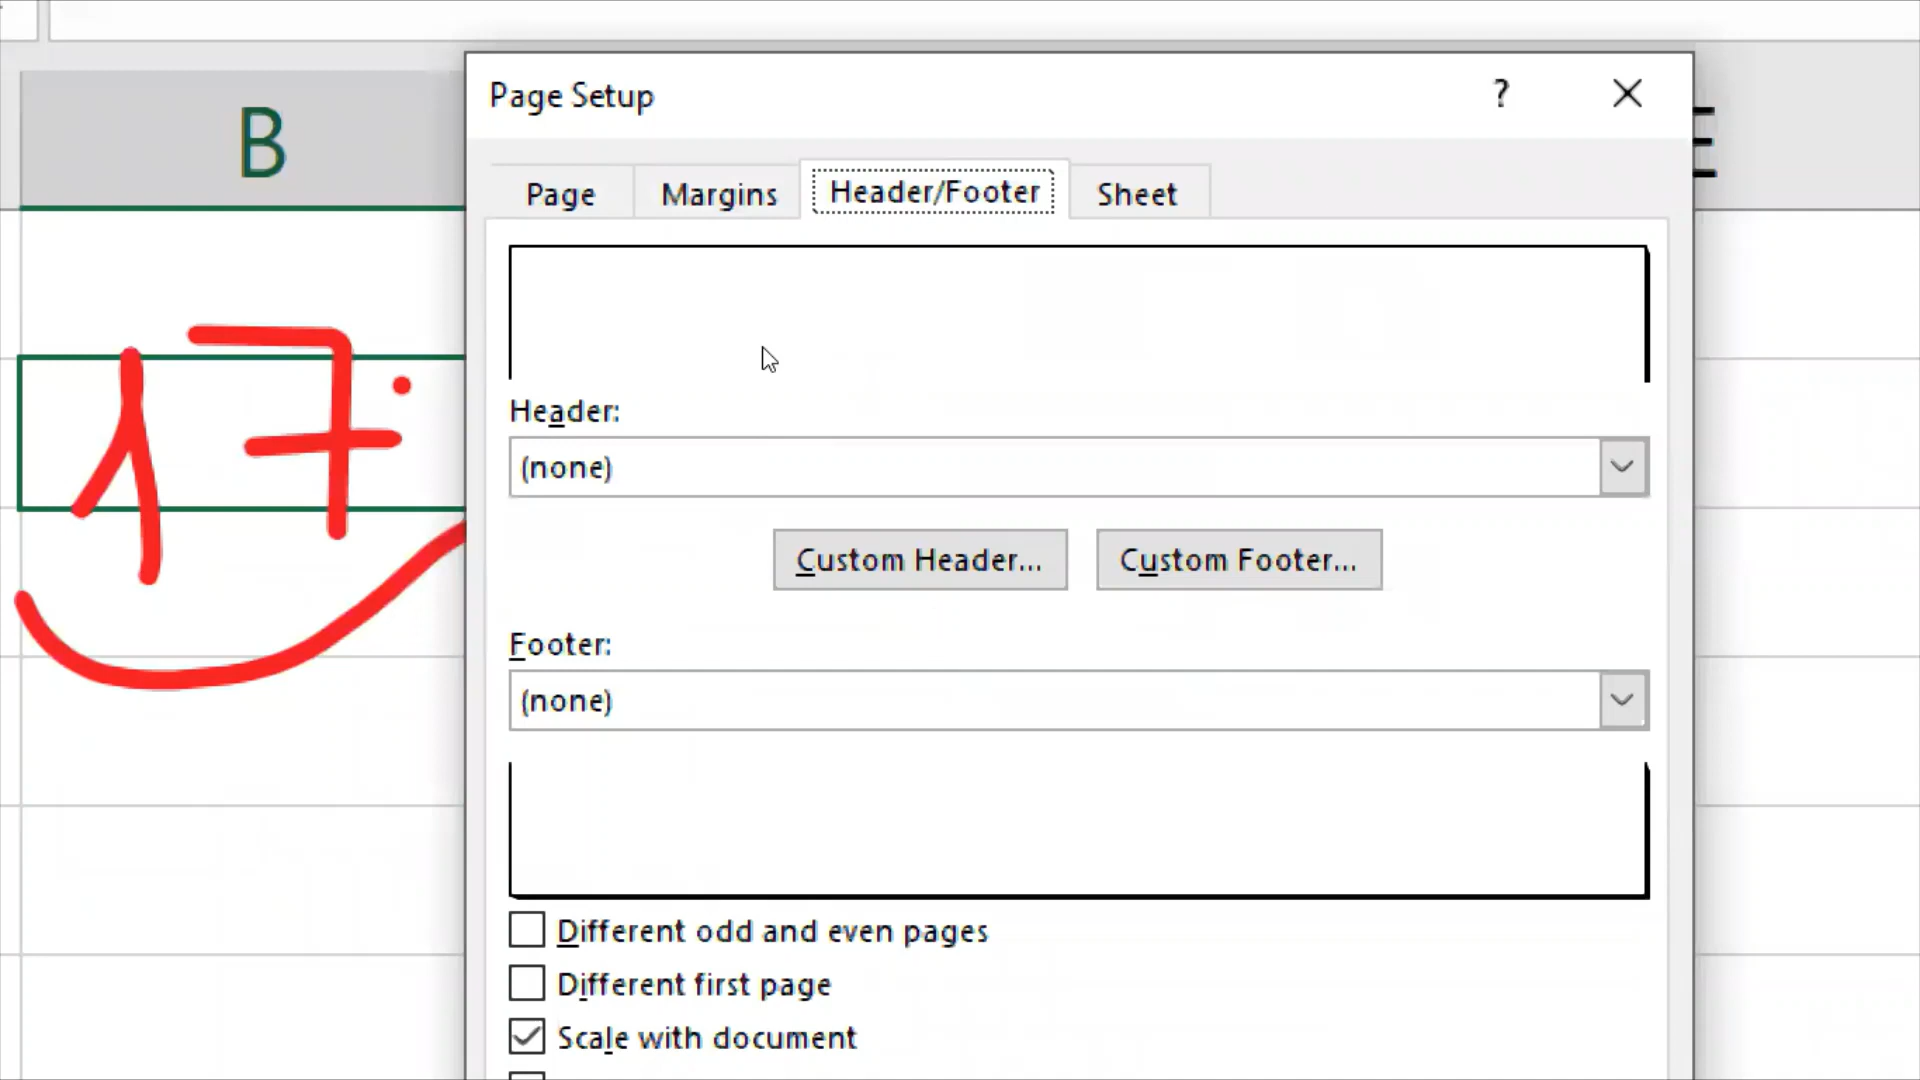 Page Setup ?
B
E
Page Margins Header/Footer Sheet
17.
Header:
(none)
Custom Header... Custom Footer...
Footer:
(none)
Different odd and even pages
Different first page
Scale with document